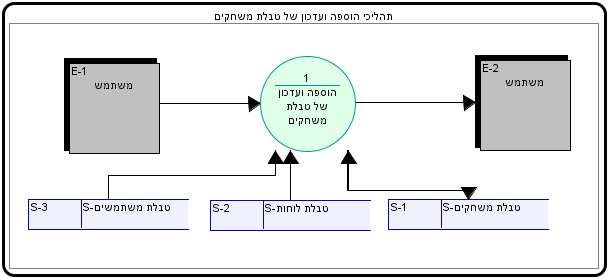 תהליכי הוספה ועדכון של טבלת משחקים
E-1
משתמש
1
הוספה ועדכון
של טבלת
משחקים
E-2
משתמש
S-3
S-טבלת משתמשים
S-2
S-טבלת לוחות
S-1
S-טבלת משחקים